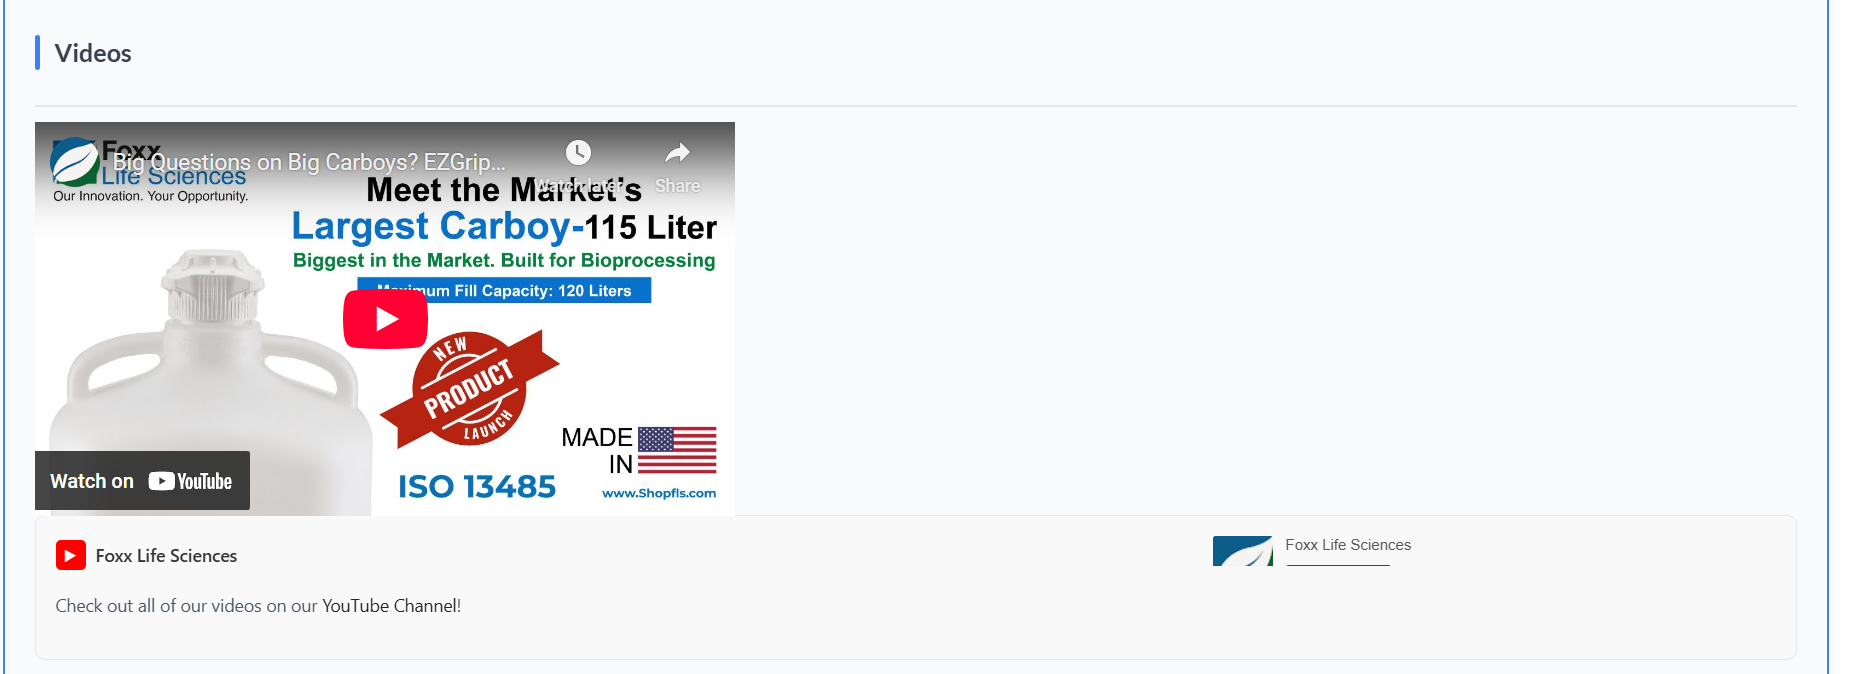 Videos
Foxx
Life Sciences
Our Innovation. Your Opportunity.
Big Questions on Big Carboys? EZGrip...
Watch later
Share
Meet the Market's
Largest Carboy-115 Liter
Biggest in the Market. Built for Bioprocessing
Maximum Fill Capacity: 120 Liters
NEW
PRODUCT
LAUNCH
MADE
IN
ISO 13485
www.Shopfls.com
Watch on YouTube
Foxx Life Sciences
Foxx Life Sciences
Check out all of our videos on our YouTube Channel!